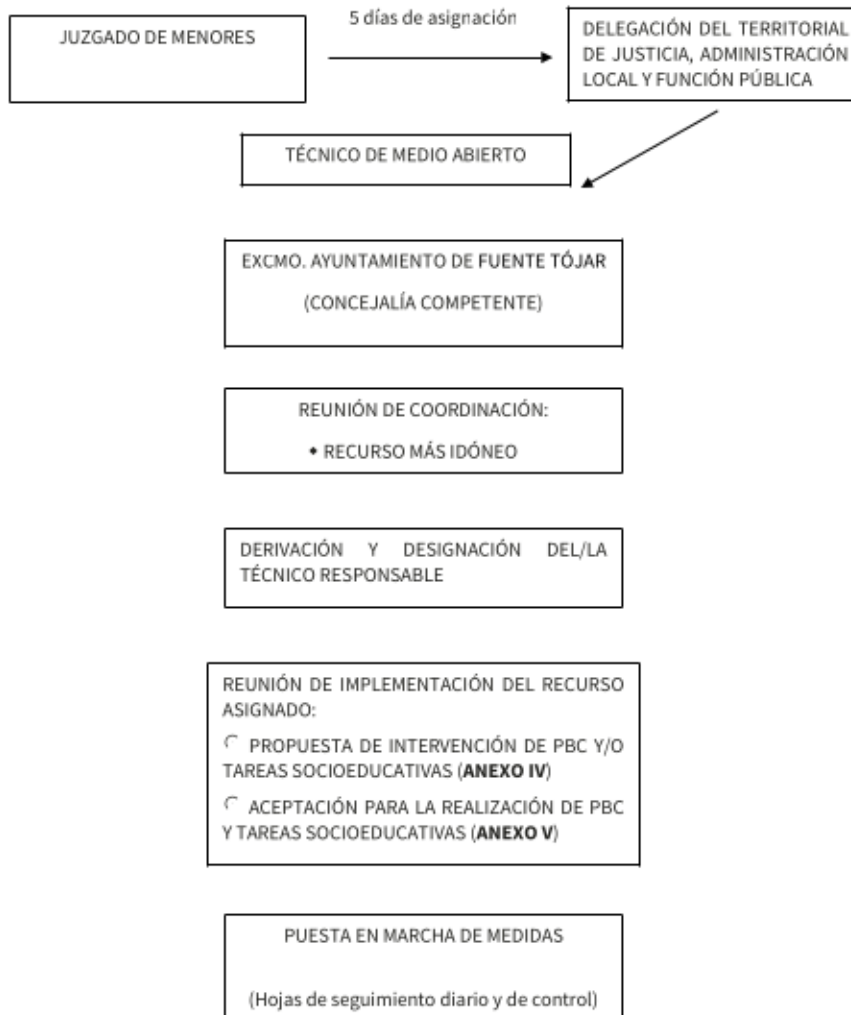 JUZGADO DE MENORES
5 días de asignación
DELEGACIÓN DEL TERRITORIAL
DE JUSTICIA, ADMINISTRACIÓN
LOCAL Y FUNCIÓN PÚBLICA
TÉCNICO DE MEDIO ABIERTO
EXCMO. AYUNTAMIENTO DE FUENTE TÓJAR
(CONCEJALÍA COMPETENTE)
REUNIÓN DE COORDINACIÓN:
• RECURSO MÁS IDÓNEO
DERIVACIÓN Y DESIGNACIÓN DEL/LA
TÉCNICO RESPONSABLE
REUNIÓN DE IMPLEMENTACIÓN DEL RECURSO
ASIGNADO:
PROPUESTA DE INTERVENCIÓN DE PBC Y/O
TAREAS SOCIOEDUCATIVAS (ANEXO IV)
ACEPTACIÓN PARA LA REALIZACIÓN DE PBC
Y TAREAS SOCIOEDUCATIVAS (ANEXO V)
PUESTA EN MARCHA DE MEDIDAS
(Hojas de seguimiento diario y de control)